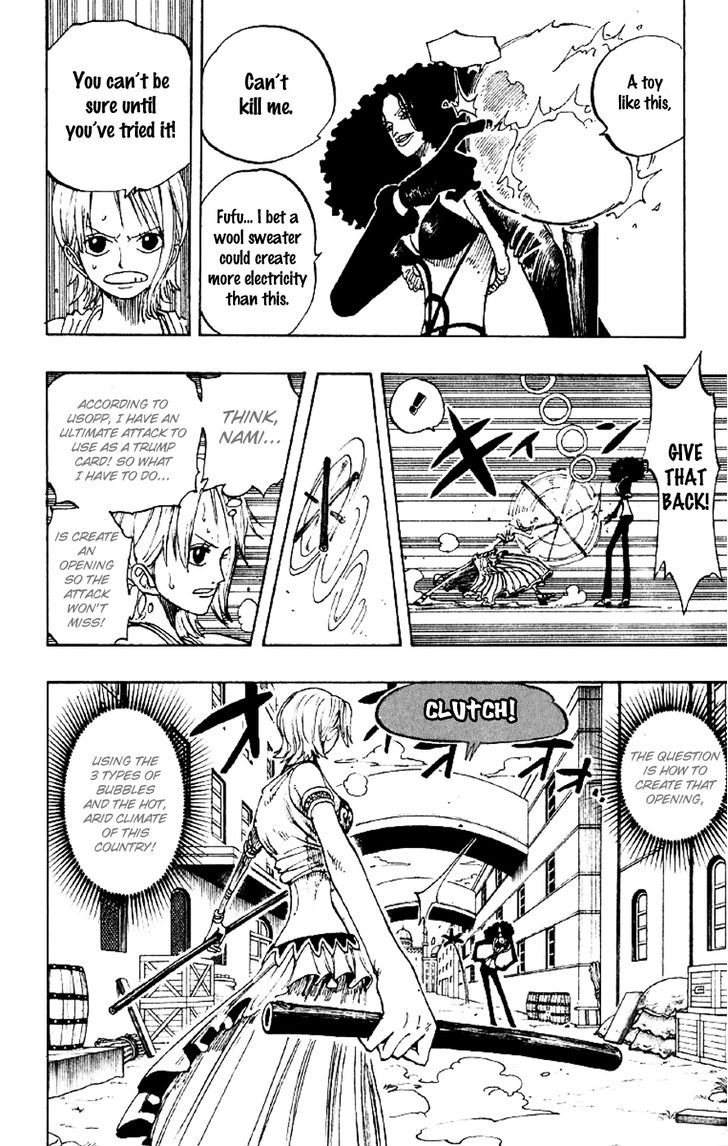 A toy
like this,
Can't
kill me.
Fufu... I bet a
wool sweater
could create
more electricity
than this.
You can't be
sure until
you've tried it!
GIVE
THAT
BACK!
!!
THINK,
NAMI...
ACCORDING TO
USOPP, I HAVE AN
ULTIMATE ATTACK TO
USE AS A TRUMP
CARD! SO WHAT
I HAVE TO DO...
IS CREATE
AN
OPENING
SO THE
ATTACK
WON'T
MISS!
CLUTCH!
THE QUESTION
IS HOW TO
CREATE THAT
OPENING,
USING THE
3 TYPES OF
BUBBLES
AND THE HOT,
ARID CLIMATE
OF THIS
COUNTRY!